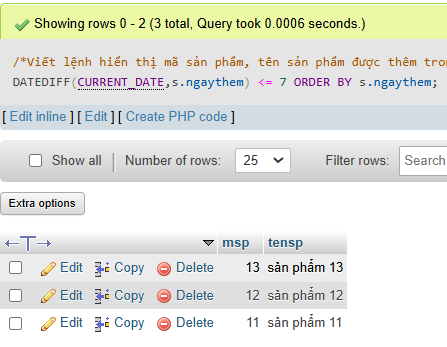 Showing rows 0 - 2 (3 total, Query took 0.0006 seconds.)
/*Viết lệnh hiển thị mã sản phẩm, tên sản phẩm được thêm tron
DATEDIFF(CURRENT_DATE,s.ngaythem) <= 7 ORDER BY s.ngaythem;
[ Edit inline ] [ Edit ] [ Create PHP code ]
Show all | Number of rows: 25 Filter rows: Search
Extra options
←T→ msp tensp
Edit Copy Delete 13 sản phẩm 13
Edit Copy Delete 12 sản phẩm 12
Edit Copy Delete 11 sản phẩm 11